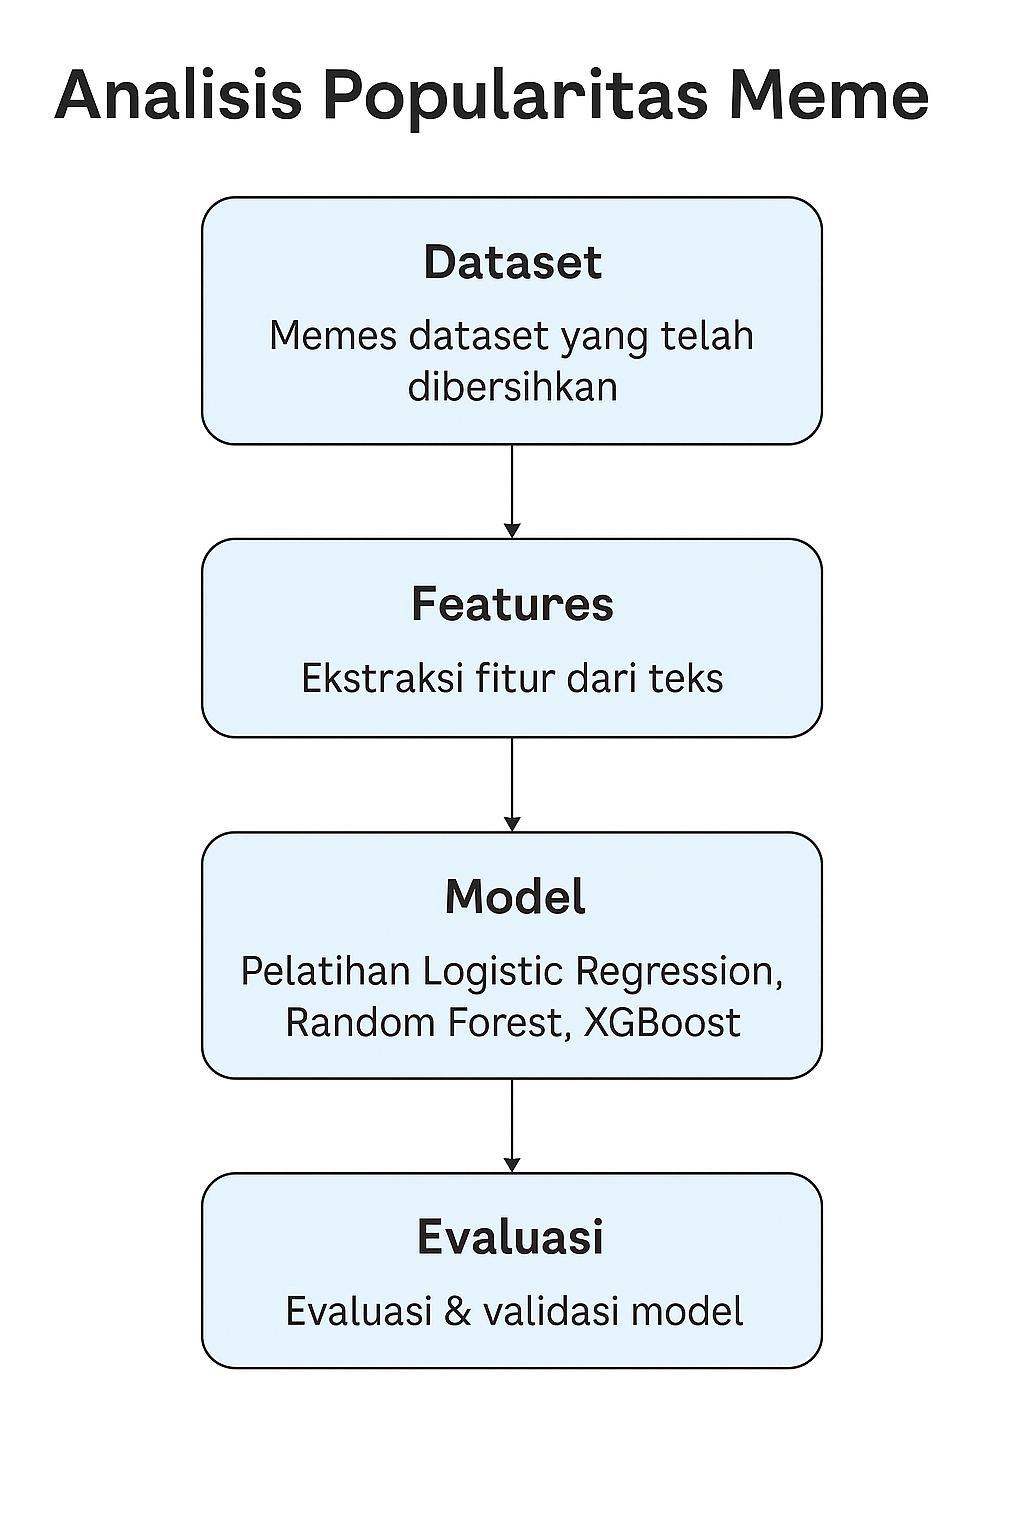 Analisis Popularitas Meme
Dataset
Memes dataset yang telah
dibersihkan
Features
Ekstraksi fitur dari teks
Model
Pelatihan Logistic Regression,
Random Forest, XGBoost
Evaluasi
Evaluasi & validasi model